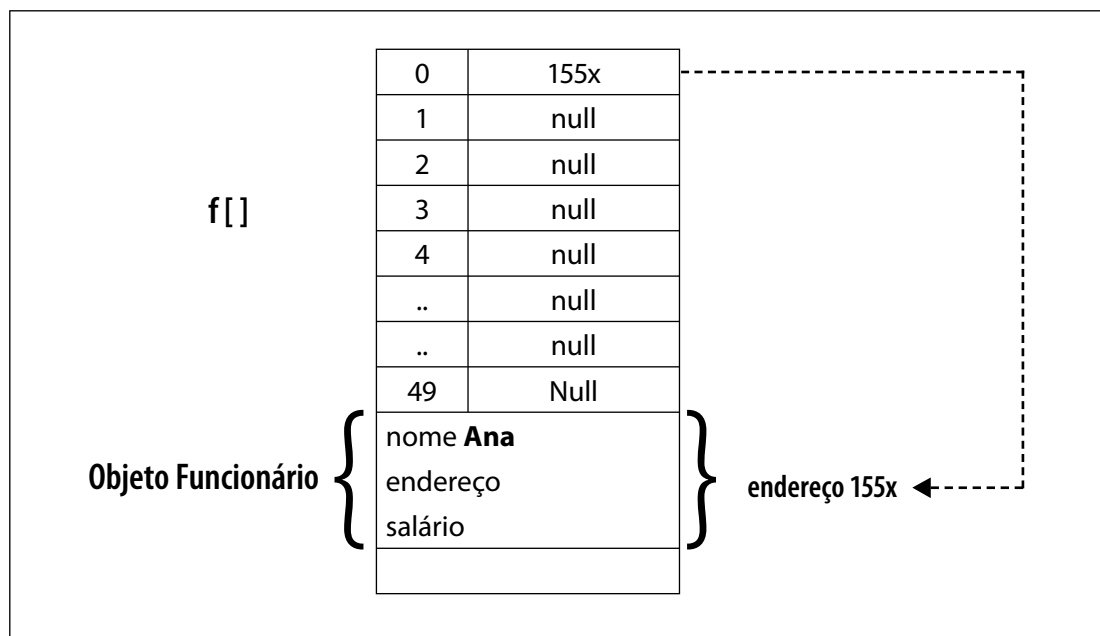 0 155x
1 null
2 null
f[] 3 null
4 null
.. null
.. null
49 Null
nome Ana
Objeto Funcionário endereço endereço 155x
salário